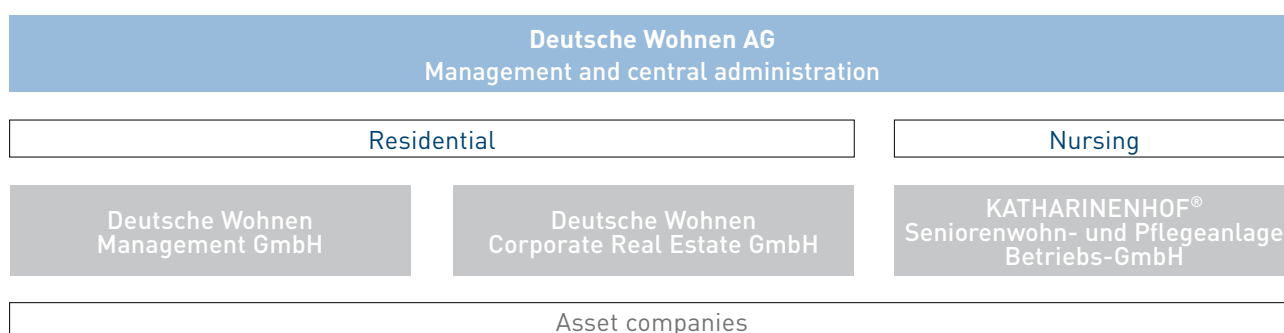 Deutsche Wohnen AG
Management and central administration
Residential
Nursing
Deutsche Wohnen
Management GmbH
Deutsche Wohnen
Corporate Real Estate GmbH
KATHARINENHOF®
Seniorenwohn- und Pflegeanlage
Betriebs-GmbH
Asset companies